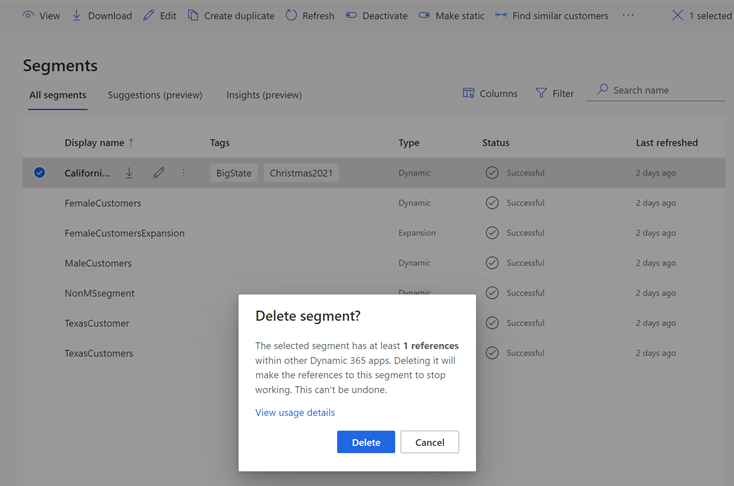 View Download Edit Create duplicate Refresh Deactivate Make static Find similar customers ··· 1 selected
Segments
All segments Suggestions (preview) Insights (preview) Columns Filter Search name
Display name ↑ Tags Type Status Last refreshed
Californi... BigState Christmas2021 Dynamic Successful 2 days ago
FemaleCustomers Dynamic Successful 2 days ago
FemaleCustomersExpansion Expansion Successful 2 days ago
MaleCustomers Dynamic Successful 2 days ago
NonMSsegment Dynamic Successful 2 days ago
TexasCustomer Successful 2 days ago
TexasCustomers Successful 2 days ago
Delete segment?
The selected segment has at least 1 references
within other Dynamic 365 apps. Deleting it will
make the references to this segment to stop
working. This can't be undone.
View usage details
Delete Cancel